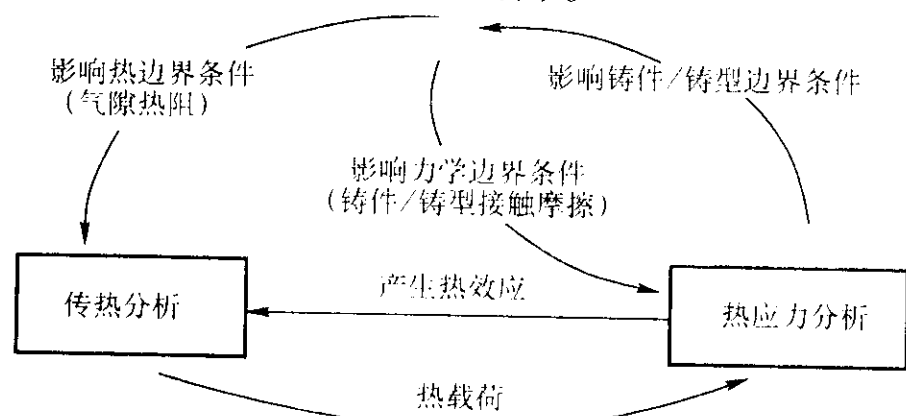 影响热边界条件
(气隙热阻)
影响铸件/铸型边界条件
影响力学边界条件
(铸件/铸型接触摩擦)
产生热效应
传热分析
热应力分析
热载荷